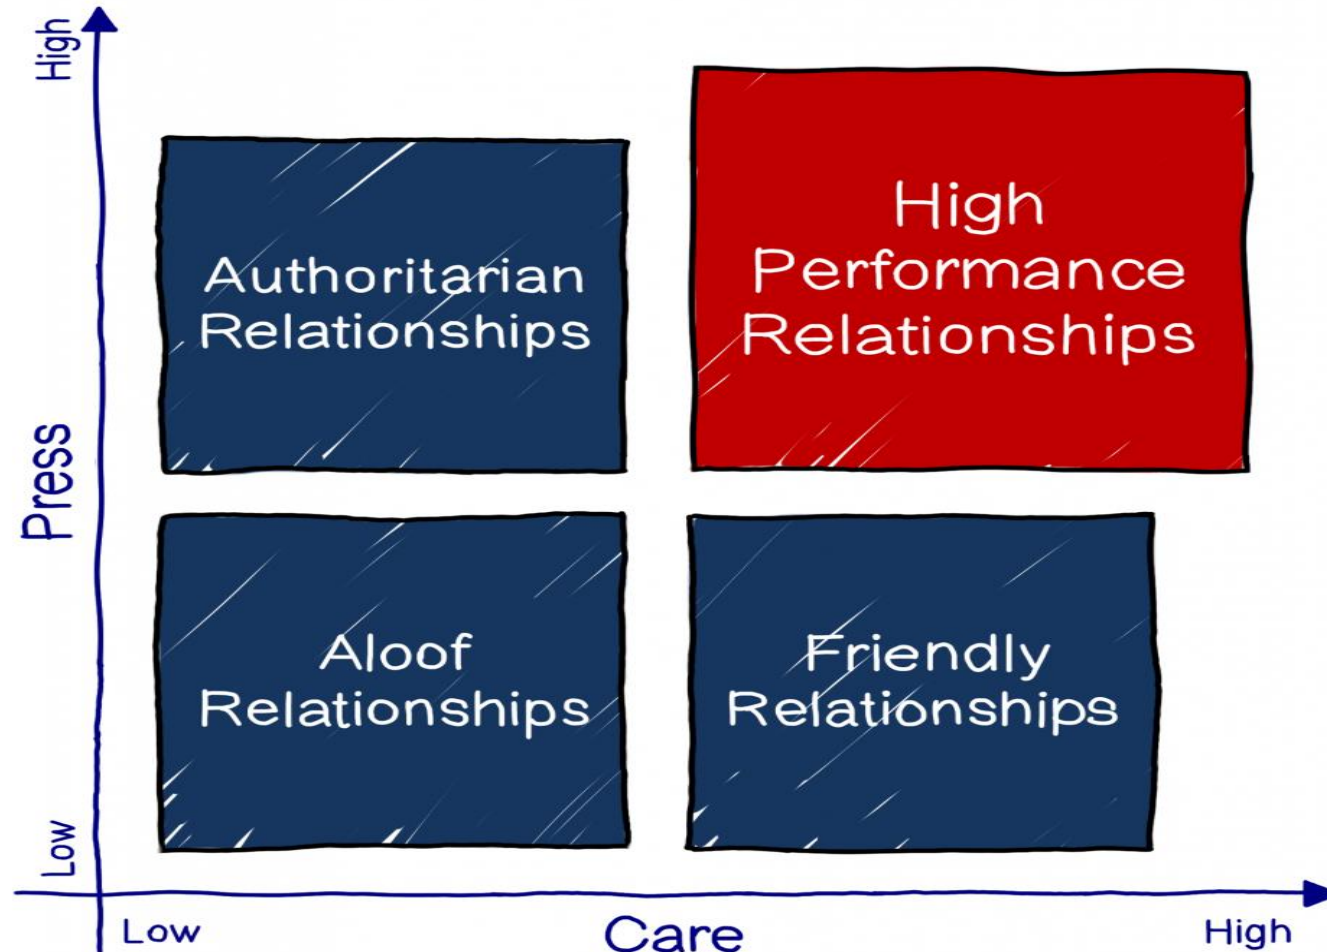 High
Press
Low
Authoritarian
Relationships
High
Performance
Relationships
Aloof
Relationships
Friendly
Relationships
Low
Care
High